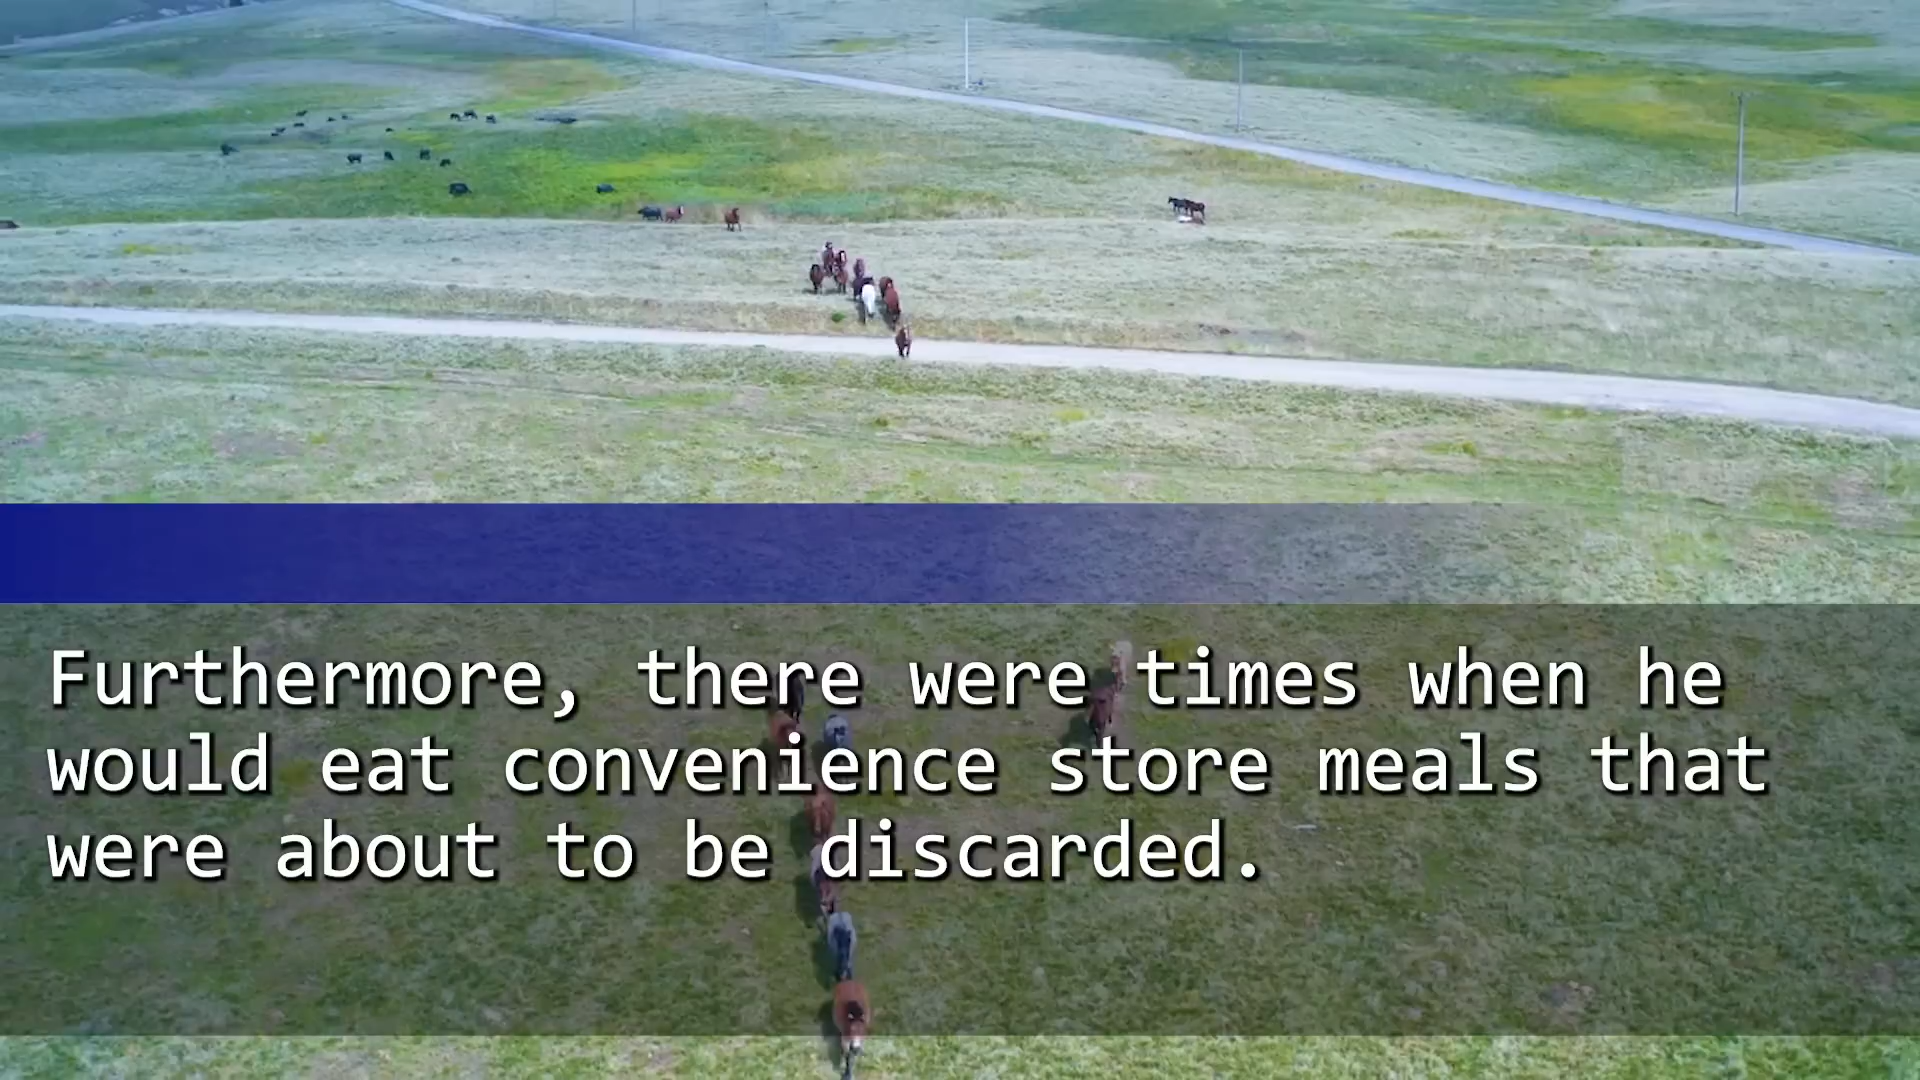 Furthermore, there were times when he
would eat convenience store meals that
were about to be discarded.